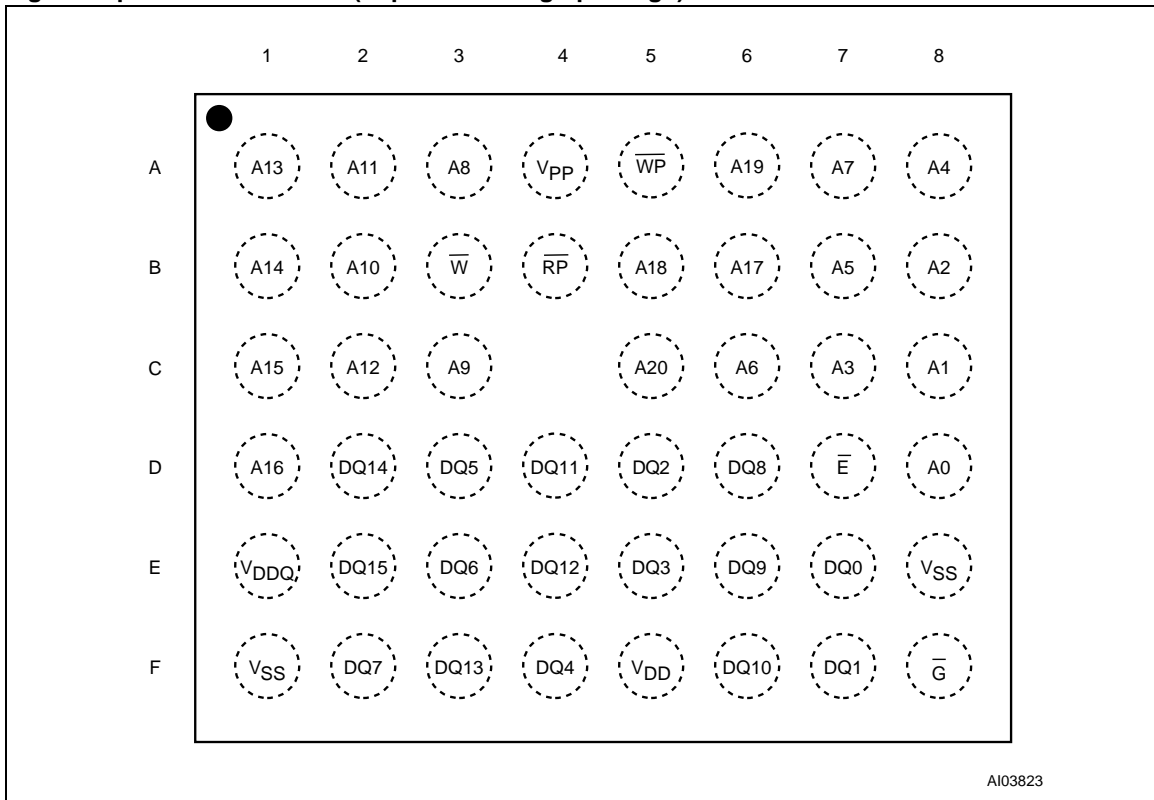 1 2 3 4 5 6 7 8
A A13 A11 A8 VPP W̅P̅ A19 A7 A4
B A14 A10 W̅ R̅P̅ A18 A17 A5 A2
C A15 A12 A9 A20 A6 A3 A1
D A16 DQ14 DQ5 DQ11 DQ2 DQ8 E̅ A0
E VDDQ DQ15 DQ6 DQ12 DQ3 DQ9 DQ0 VSS
F VSS DQ7 DQ13 DQ4 VDD DQ10 DQ1 G̅
AI03823